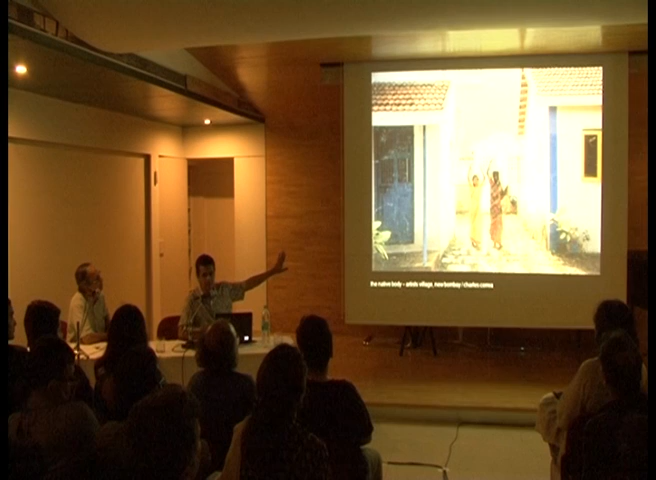 the native body – artists village, new bombay / charles correa